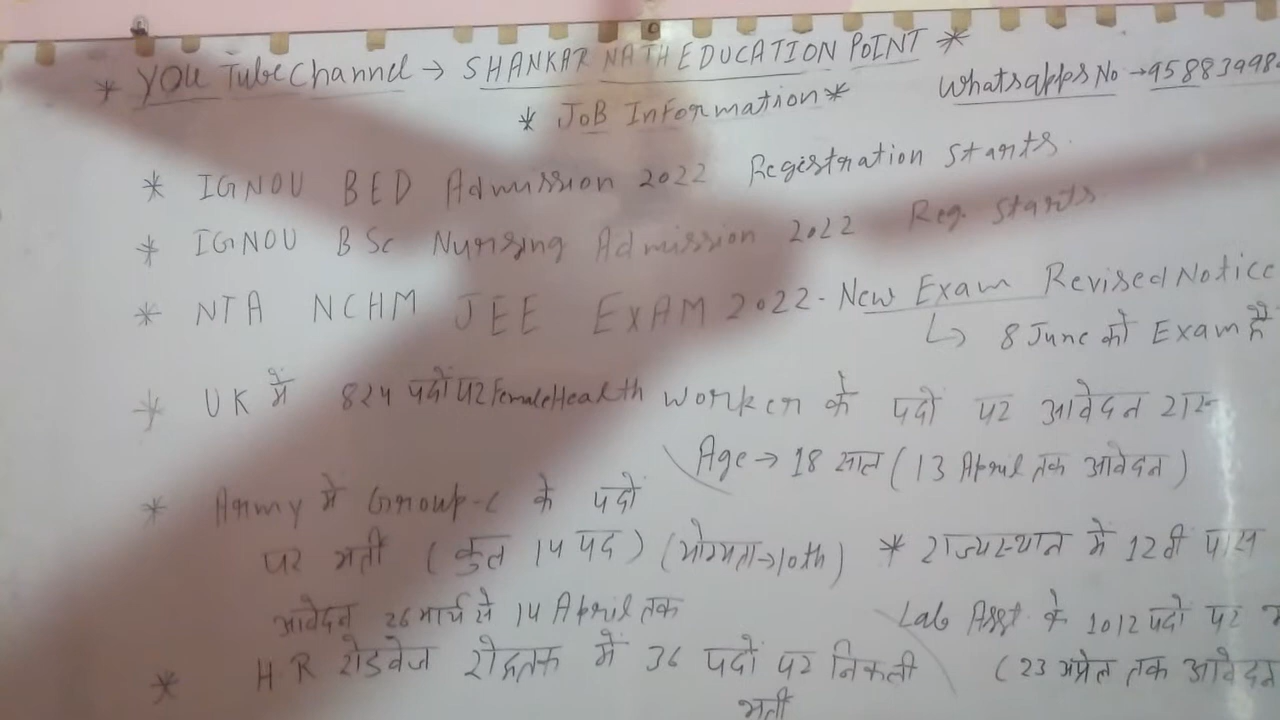 * YOU TubeChannel → SHANKAR NATH EDUCATION POINT *
Whatsapps No → 95883998
* JOB Information *
* IGNOU BED Admission 2022 Registration Starts.
* IGNOU BSc Nursing Admission 2022 Reg. Starts
* NTA NCHM JEE EXAM 2022 - New Exam Revised Notice
↳ 8 June को Exam है
* UK में 824 पदों पर Female Health Worker के पदों पर आवेदन
Age → 18 साल (13 April तक आवेदन)
* Army में Group-C के पदों
पर भर्ती (कुल 14 पद) (योग्यता → 10th)
आवेदन 26 मार्च से 14 April तक
* राज्यस्थान में 12वी पास
Lab Asst. के 1012 पदों पर
(23 अप्रेल तक आवेदन
* H.R रोडवेज रोहतक में 36 पदों पर निकली
भर्ती